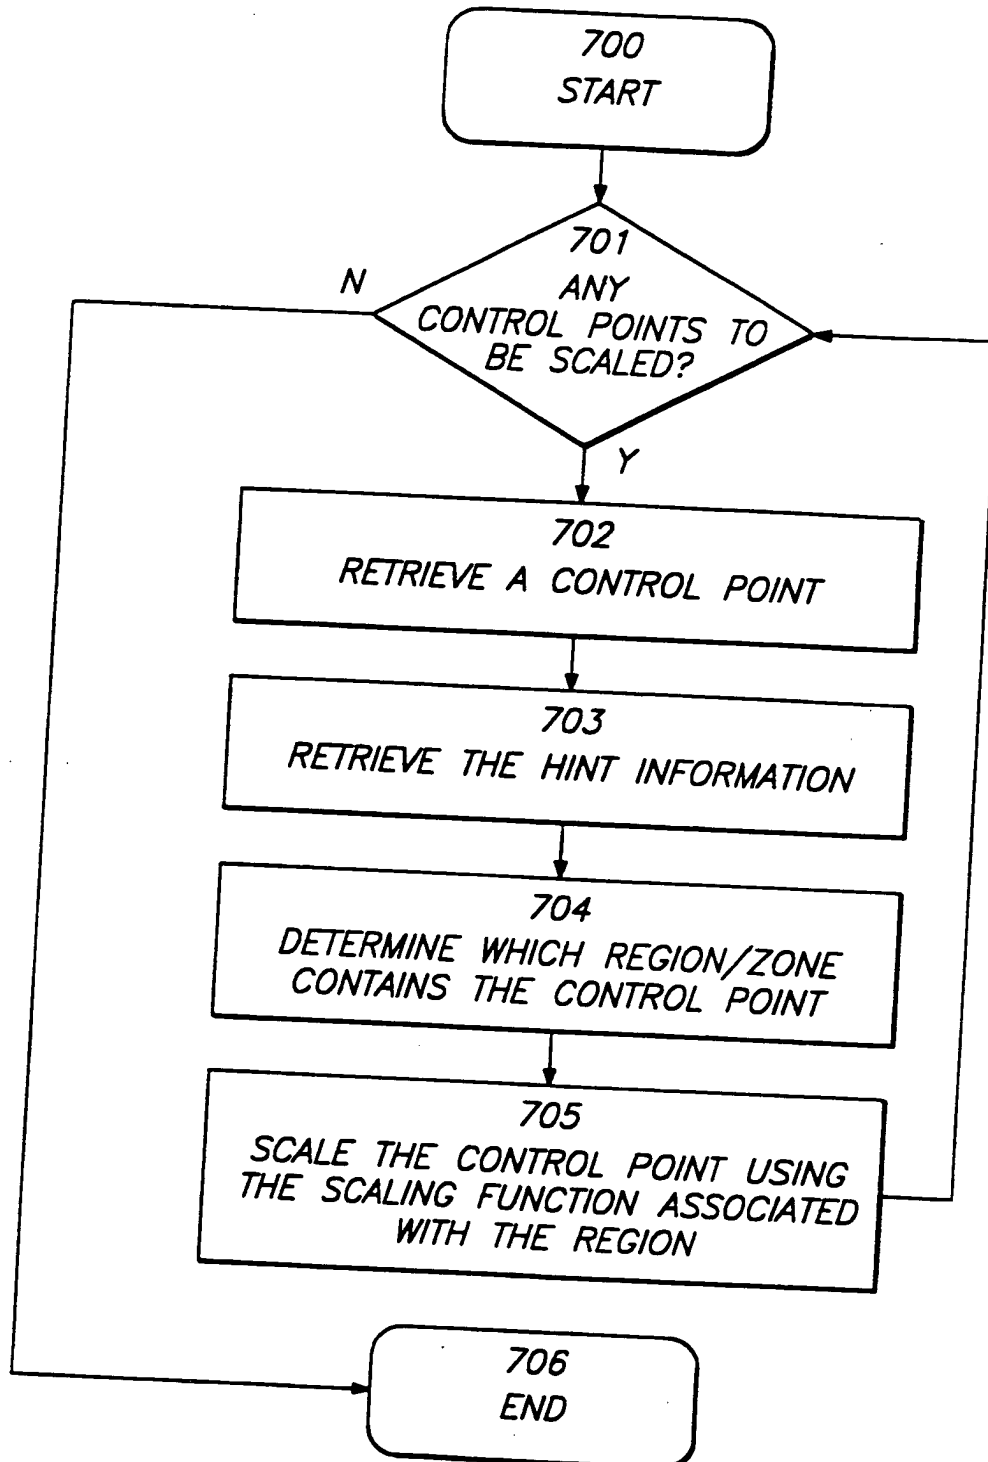 700
START
701
ANY
CONTROL POINTS TO
BE SCALED?
N
Y
702
RETRIEVE A CONTROL POINT
703
RETRIEVE THE HINT INFORMATION
704
DETERMINE WHICH REGION/ZONE
CONTAINS THE CONTROL POINT
705
SCALE THE CONTROL POINT USING
THE SCALING FUNCTION ASSOCIATED
WITH THE REGION
706
END